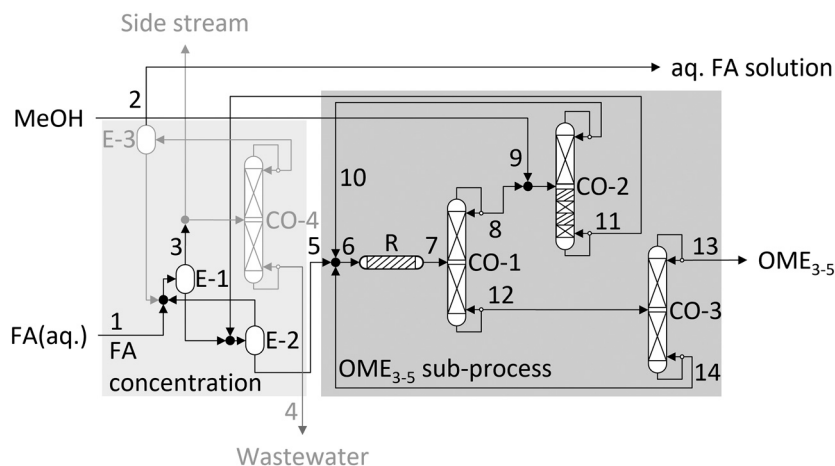 Side stream
2
aq. FA solution
MeOH
E-3
9
CO-2
10
CO-4
8
11
3
5
6
R
7
CO-1
13
E-1
OME3-5
12
1
FA(aq.)
FA
E-2
CO-3
concentration
OME3-5 sub-process
14
4
Wastewater